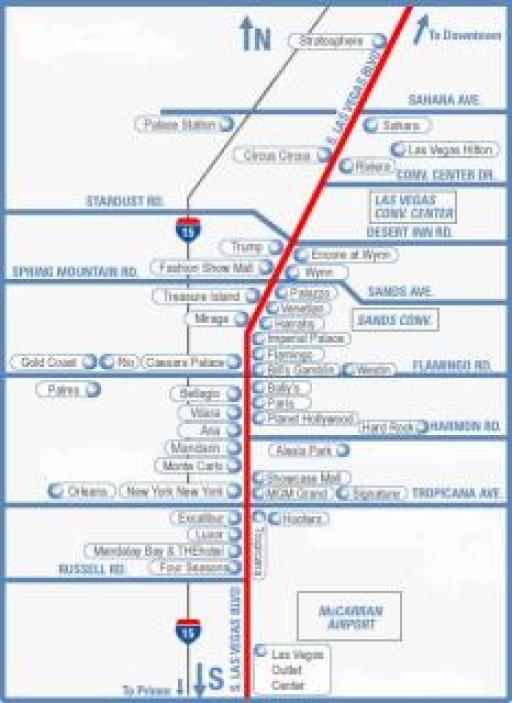 N
To Downtown
Stratosphere
S. LAS VEGAS BLVD
SAHARA AVE.
Palace Station
Sahara
Circus Circus
Las Vegas Hilton
Riviera
CONV. CENTER DR.
STARDUST RD.
LAS VEGAS
CONV. CENTER
15
DESERT INN RD.
Trump
Encore at Wynn
SPRING MOUNTAIN RD.
Fashion Show Mall
Wynn
Treasure Island
Palazzo
SANDS AVE.
Venetian
Mirage
Harrahs
SANDS CONV.
Imperial Palace
Flamingo
Gold Coast
Rio
Caesars Palace
Bill's Gamblin
Westin
FLAMINGO RD.
Palms
Bellagio
Bally's
Vdara
Paris
Planet Hollywood
Aria
Hard Rock
HARMON RD.
Mandarin
Alexis Park
Monte Carlo
Showcase Mall
Orleans
New York New York
MGM Grand
Signature
TROPICANA AVE.
Excalibur
Hooters
Tropicana
Luxor
Mandalay Bay & THEhotel
RUSSELL RD.
Four Seasons
S. LAS VEGAS BLVD
McCARRAN
AIRPORT
15
Las Vegas
Outlet
Center
To Primm
S